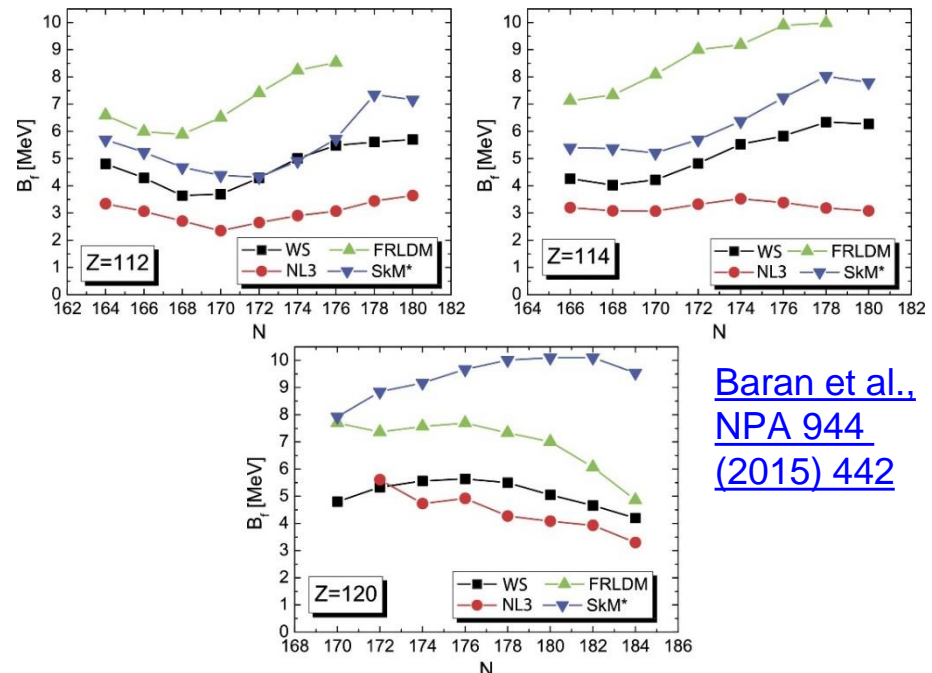 B_f [MeV]
10
9
8
7
6
5
4
3
2
1
0
Z=112
WS FRLDM
NL3 SkM*
162 164 166 168 170 172 174 176 178 180 182
N
B_f [MeV]
10
9
8
7
6
5
4
3
2
1
0
Z=114
WS FRLDM
NL3 SkM*
164 166 168 170 172 174 176 178 180 182
N
B_f [MeV]
10
9
8
7
6
5
4
3
2
1
0
Z=120
WS FRLDM
NL3 SkM*
168 170 172 174 176 178 180 182 184 186
N
Baran et al.,
NPA 944
(2015) 442